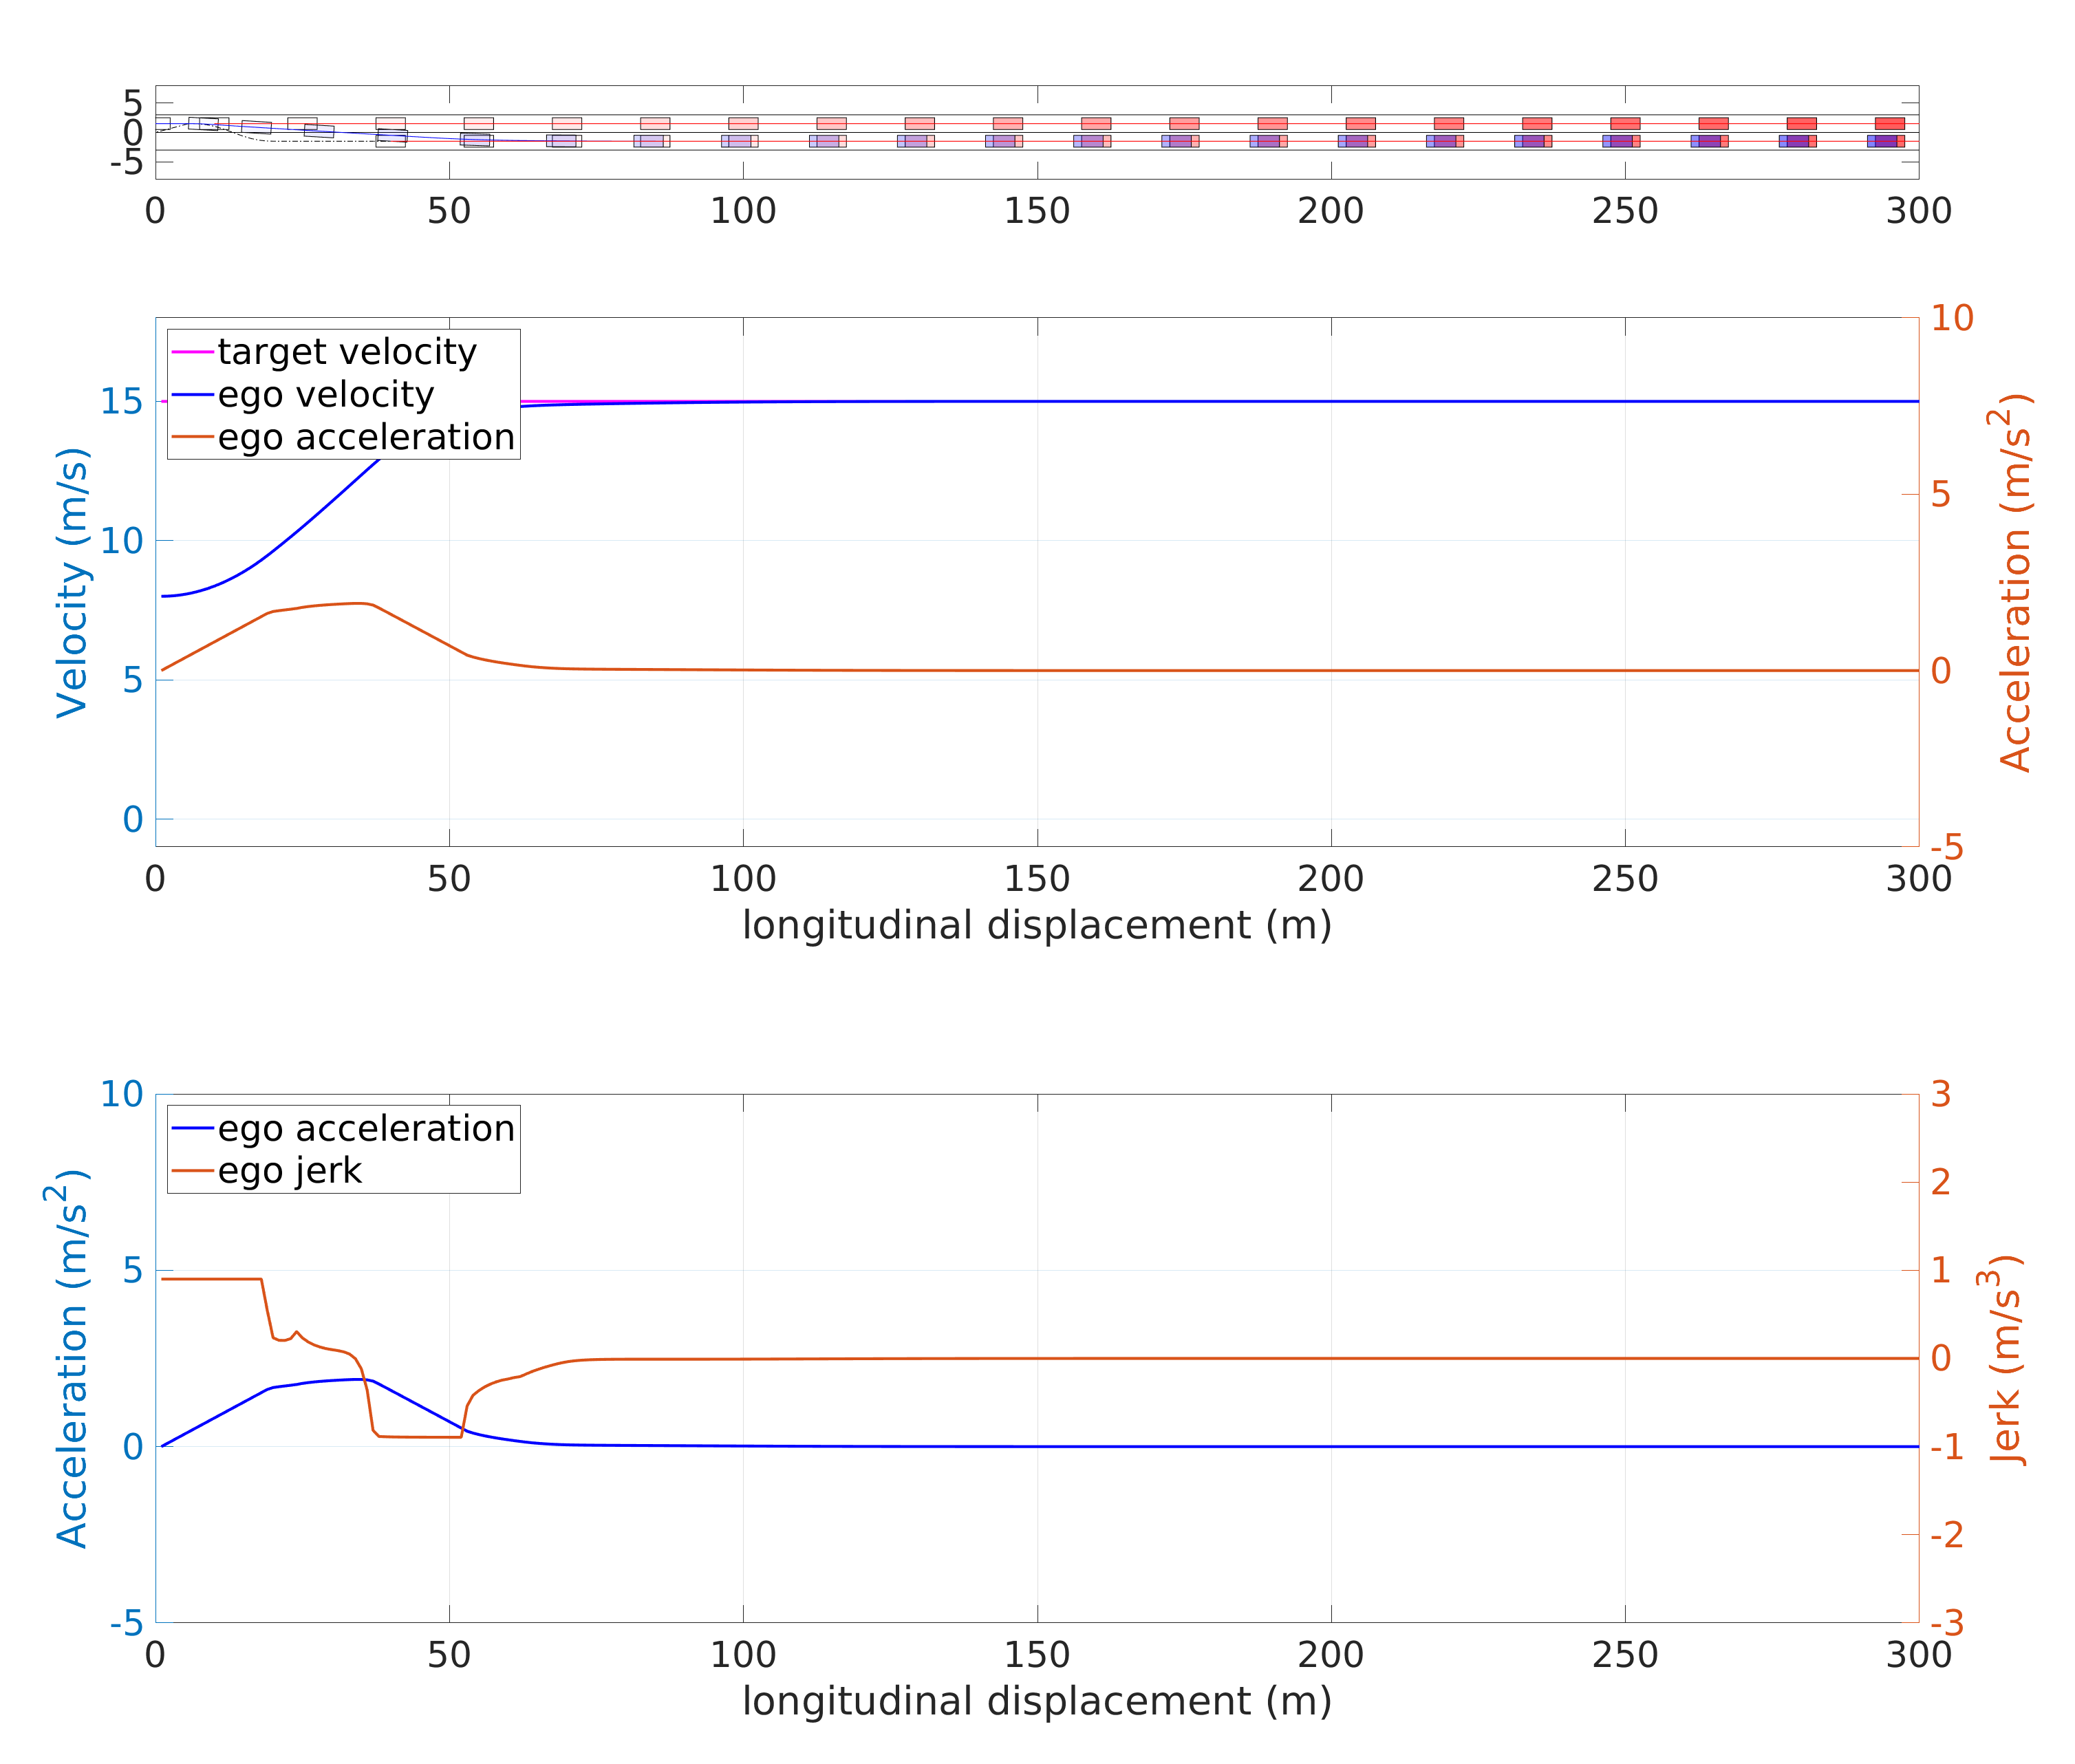 5
0
-5
0 50 100 150 200 250 300
target velocity
ego velocity
ego acceleration
15
10
5
0
Velocity (m/s)
10
5
0
-5
Acceleration (m/s²)
0 50 100 150 200 250 300
longitudinal displacement (m)
ego acceleration
ego jerk
10
5
0
-5
Acceleration (m/s²)
3
2
1
0
-1
-2
-3
Jerk (m/s³)
0 50 100 150 200 250 300
longitudinal displacement (m)